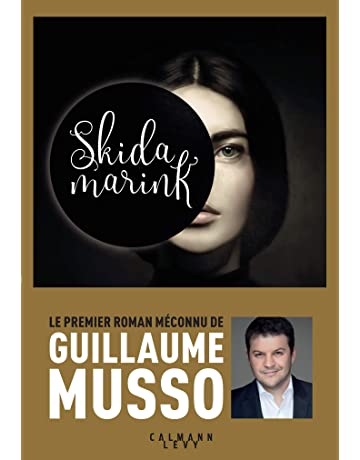 Skida
marink
LE PREMIER ROMAN MÉCONNU DE
GUILLAUME
MUSSO
CALMANN
LÉVY